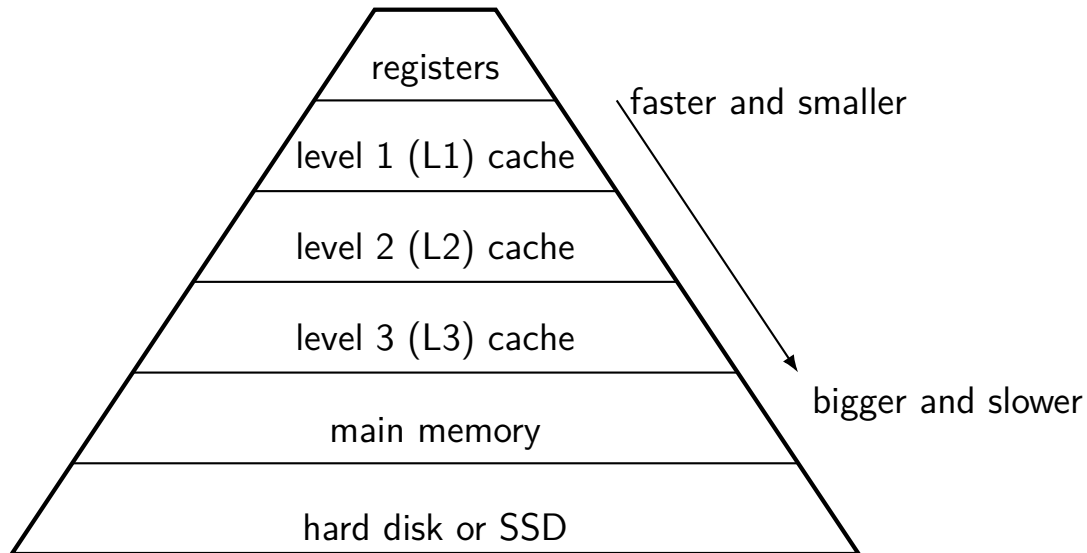 registers
faster and smaller
level 1 (L1) cache
level 2 (L2) cache
level 3 (L3) cache
bigger and slower
main memory
hard disk or SSD